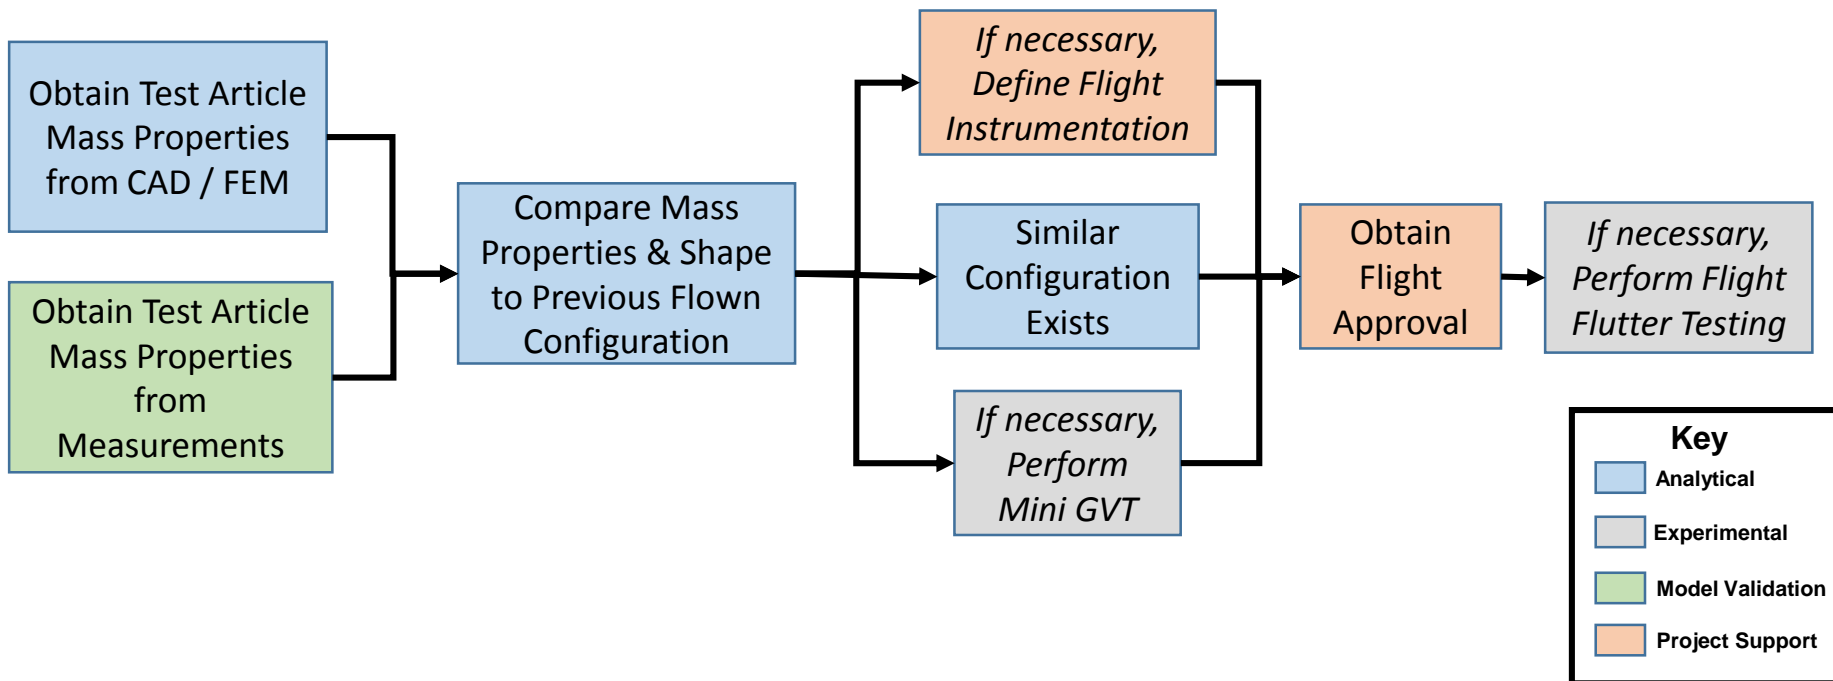 Obtain Test Article
Mass Properties
from CAD / FEM
Obtain Test Article
Mass Properties
from
Measurements
Compare Mass
Properties & Shape
to Previous Flown
Configuration
If necessary,
Define Flight
Instrumentation
Similar
Configuration
Exists
If necessary,
Perform
Mini GVT
Obtain
Flight
Approval
If necessary,
Perform Flight
Flutter Testing
Key
Analytical
Experimental
Model Validation
Project Support